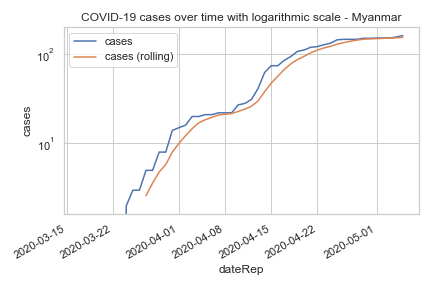 COVID-19 cases over time with logarithmic scale - Myanmar
cases
cases (rolling)
10²
10¹
cases
2020-03-15
2020-03-22
2020-04-01
2020-04-08
2020-04-15
2020-04-22
2020-05-01
dateRep